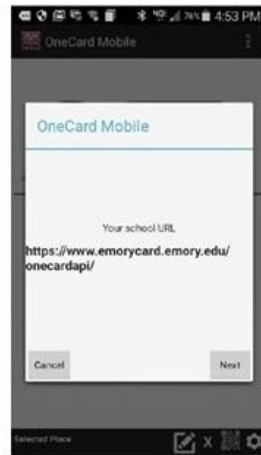 4:53 PM
OneCard Mobile
OneCard Mobile
Your school URL
https://www.emorycard.emory.edu/
onecardapi/
Cancel
Next
Selected Place
X